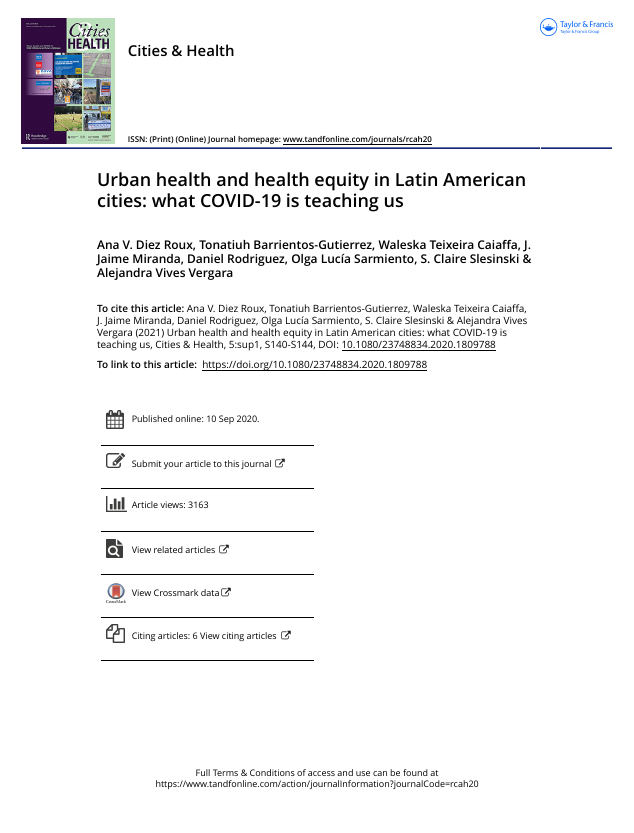 Cities
HEALTH
Cities & Health
Taylor & Francis
Taylor & Francis Group
ISSN: (Print) (Online) Journal homepage: www.tandfonline.com/journals/rcah20
Urban health and health equity in Latin American
cities: what COVID-19 is teaching us
Ana V. Diez Roux, Tonatiuh Barrientos-Gutierrez, Waleska Teixeira Caiaffa, J.
Jaime Miranda, Daniel Rodriguez, Olga Lucía Sarmiento, S. Claire Slesinski &
Alejandra Vives Vergara
To cite this article: Ana V. Diez Roux, Tonatiuh Barrientos-Gutierrez, Waleska Teixeira Caiaffa,
J. Jaime Miranda, Daniel Rodriguez, Olga Lucía Sarmiento, S. Claire Slesinski & Alejandra Vives
Vergara (2021) Urban health and health equity in Latin American cities: what COVID-19 is
teaching us, Cities & Health, 5:sup1, S140-S144, DOI: 10.1080/23748834.2020.1809788
To link to this article: https://doi.org/10.1080/23748834.2020.1809788
Published online: 10 Sep 2020.
Submit your article to this journal
Article views: 3163
View related articles
View Crossmark data
CrossMark
Citing articles: 6 View citing articles
Full Terms & Conditions of access and use can be found at
https://www.tandfonline.com/action/journalInformation?journalCode=rcah20